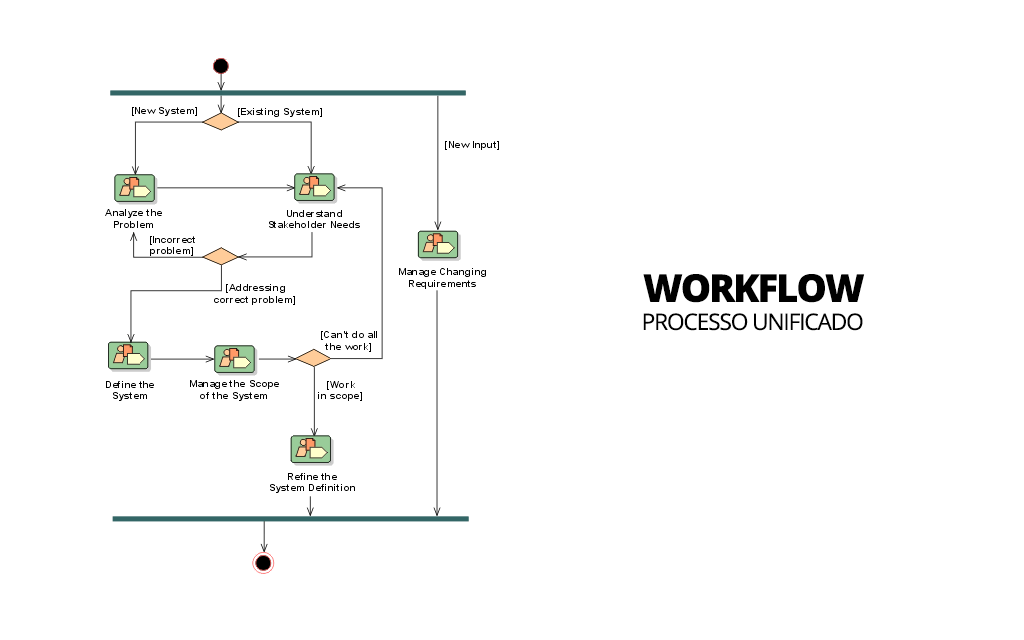 [New System]
[Existing System]
[New Input]
Analyze the
Problem
Understand
Stakeholder Needs
[Incorrect
problem]
Manage Changing
Requirements
[Addressing
correct problem]
[Can't do all
the work]
Define the
System
Manage the Scope
of the System
[Work
in scope]
Refine the
System Definition
WORKFLOW
PROCESSO UNIFICADO